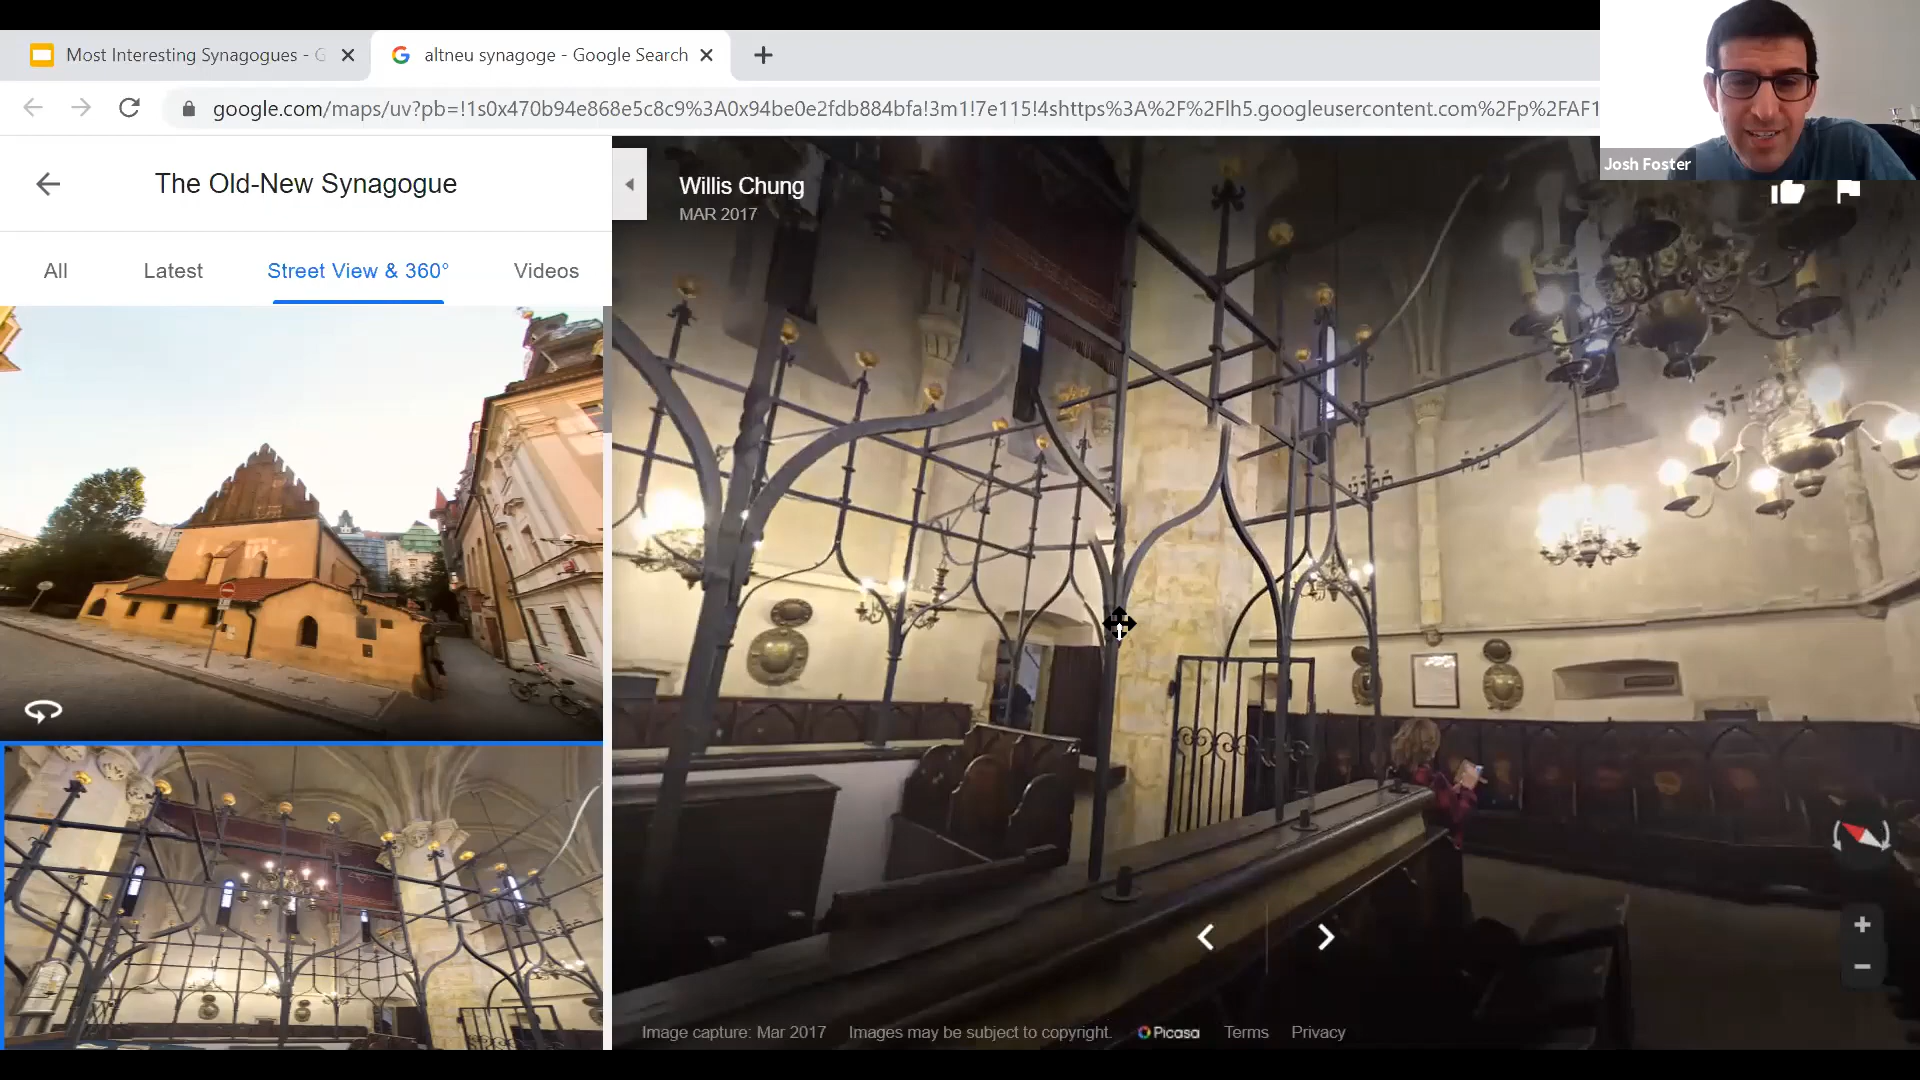 Most Interesting Synagogues - G
altneu synagoge - Google Search
google.com/maps/uv?pb=!1s0x470b94e868e5c8c9%3A0x94be0e2fdb884bfa!3m1!7e115!4shttps%3A%2F%2Flh5.googleusercontent.com%2Fp%2FAF1
Josh Foster
The Old-New Synagogue
Willis Chung
MAR 2017
All
Latest
Street View & 360°
Videos
Image capture: Mar 2017
Images may be subject to copyright.
Picasa
Terms
Privacy